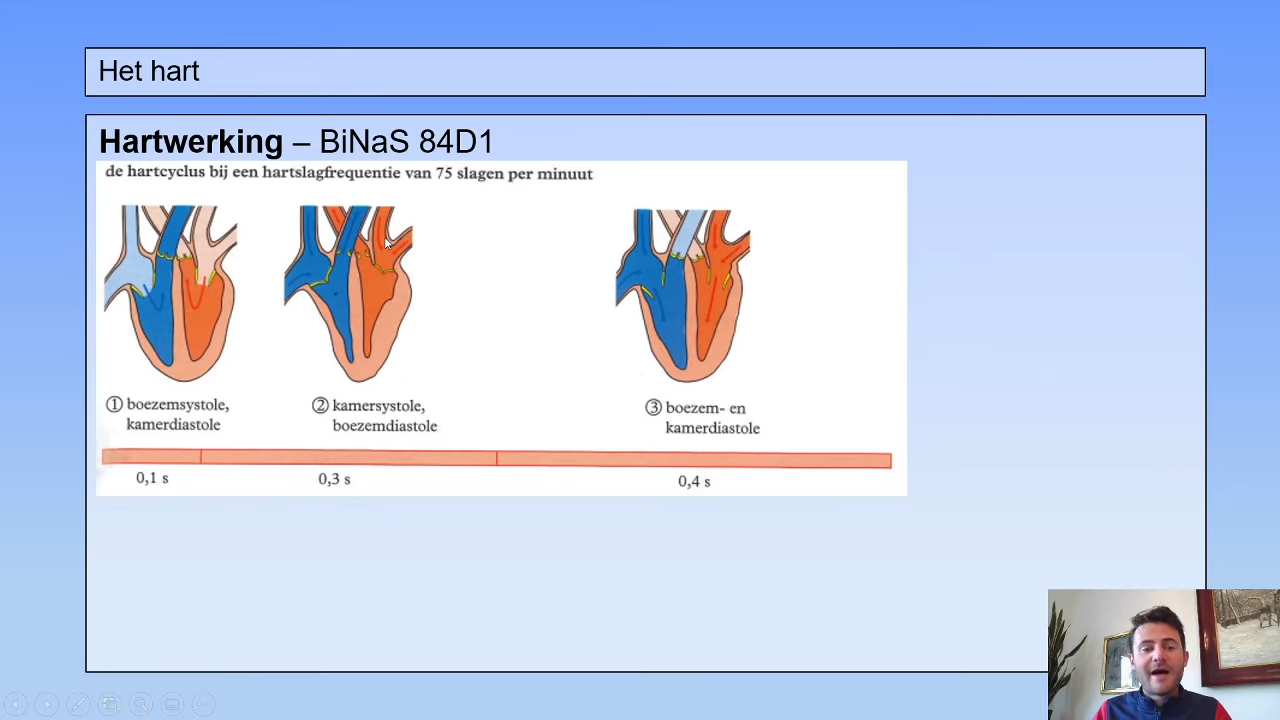 Het hart
Hartwerking – BiNaS 84D1
de hartcyclus bij een hartslagfrequentie van 75 slagen per minuut
① boezemsystole,
kamerdiastole
② kamersystole,
boezemdiastole
③ boezem- en
kamerdiastole
0,1 s
0,3 s
0,4 s